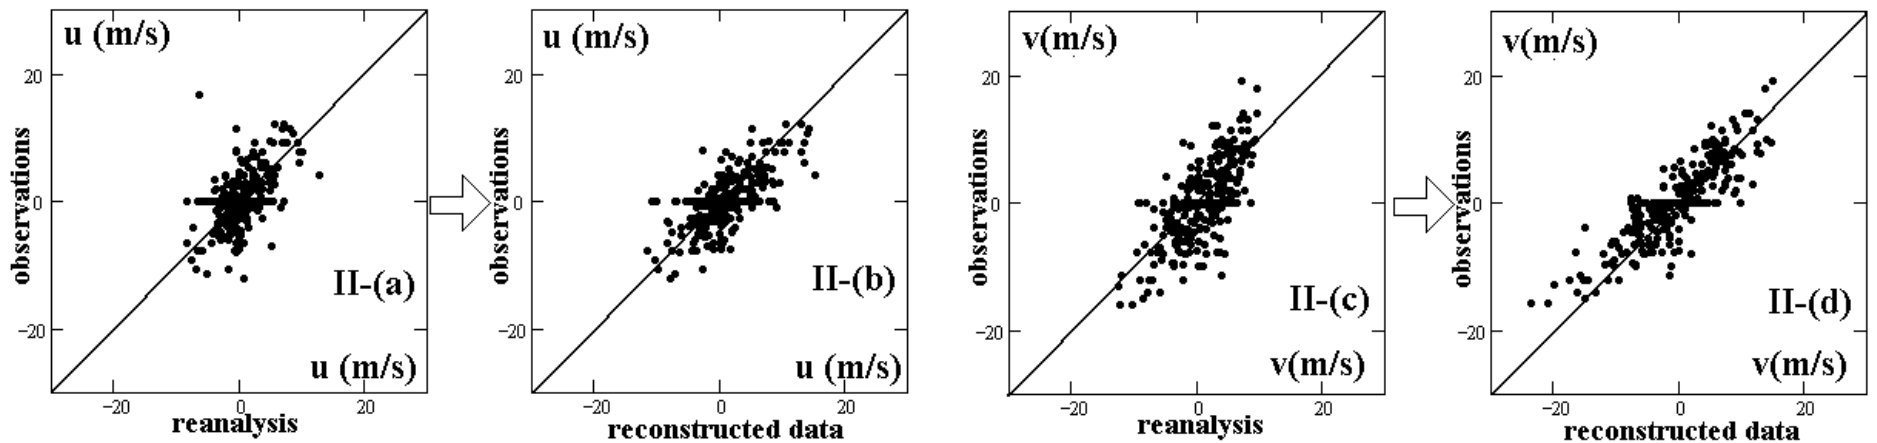 u (m/s)
20
0
−20
observations
II-(a)
u (m/s)
−20
0
20
reanalysis
u (m/s)
20
0
−20
observations
II-(b)
u (m/s)
−20
0
20
reconstructed data
v(m/s)
20
0
−20
observations
II-(c)
v(m/s)
−20
0
20
reanalysis
v(m/s)
20
0
−20
observations
II-(d)
v(m/s)
−20
0
20
reconstructed data